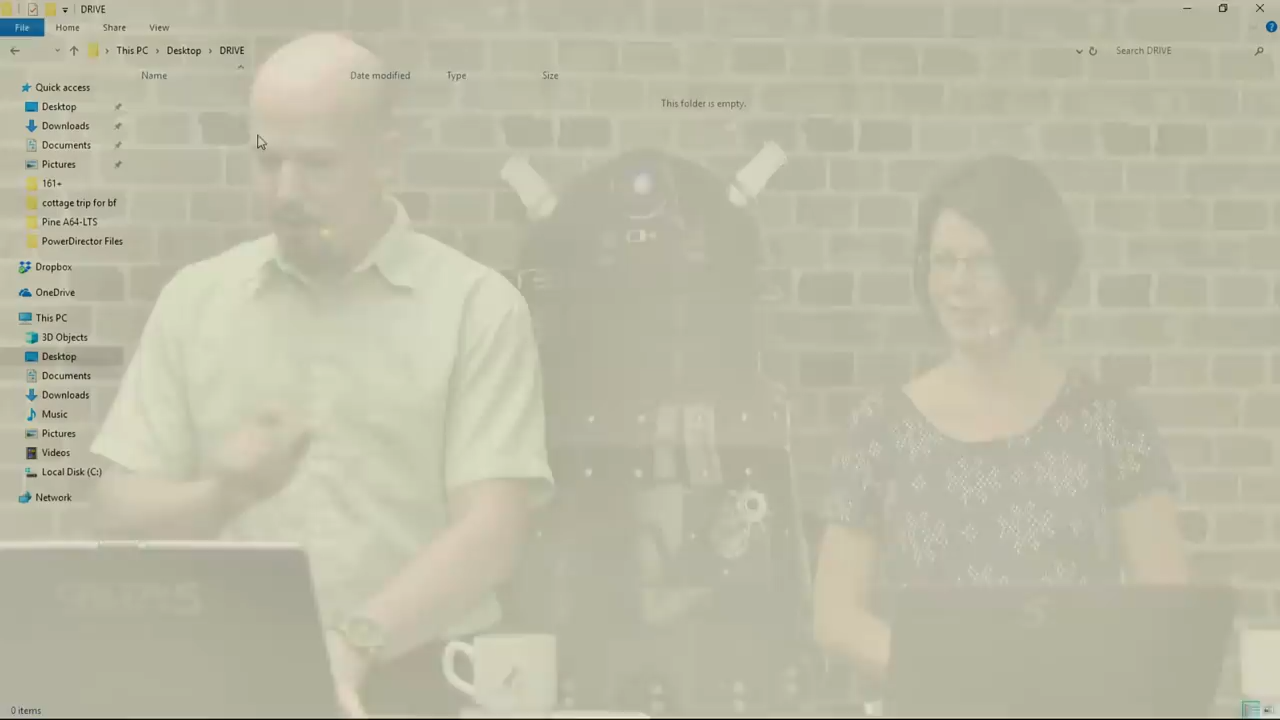 DRIVE
File Home Share View
This PC Desktop DRIVE
Search DRIVE
Name Date modified Type Size
This folder is empty.
Quick access
Desktop
Downloads
Documents
Pictures
161+
cottage trip for bf
Pine A64-LTS
PowerDirector Files
Dropbox
OneDrive
This PC
3D Objects
Desktop
Documents
Downloads
Music
Pictures
Videos
Local Disk (C:)
Network
0 items